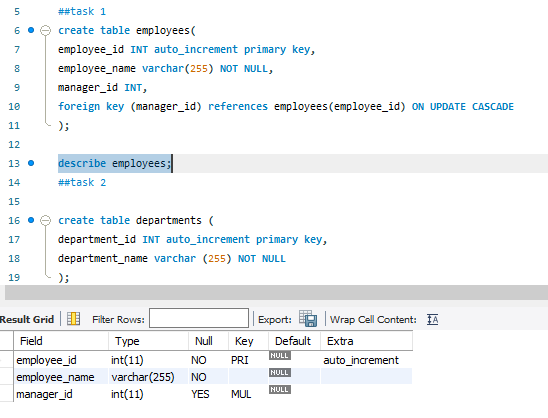 5 ##task 1
6 create table employees(
7 employee_id INT auto_increment primary key,
8 employee_name varchar(255) NOT NULL,
9 manager_id INT,
10 foreign key (manager_id) references employees(employee_id) ON UPDATE CASCADE
11 );
12
13 describe employees;
14 ##task 2
15
16 create table departments (
17 department_id INT auto_increment primary key,
18 department_name varchar (255) NOT NULL
19 );
Result Grid Filter Rows: Export: Wrap Cell Content: IA
Field Type Null Key Default Extra
employee_id int(11) NO PRI NULL auto_increment
employee_name varchar(255) NO NULL
manager_id int(11) YES MUL NULL